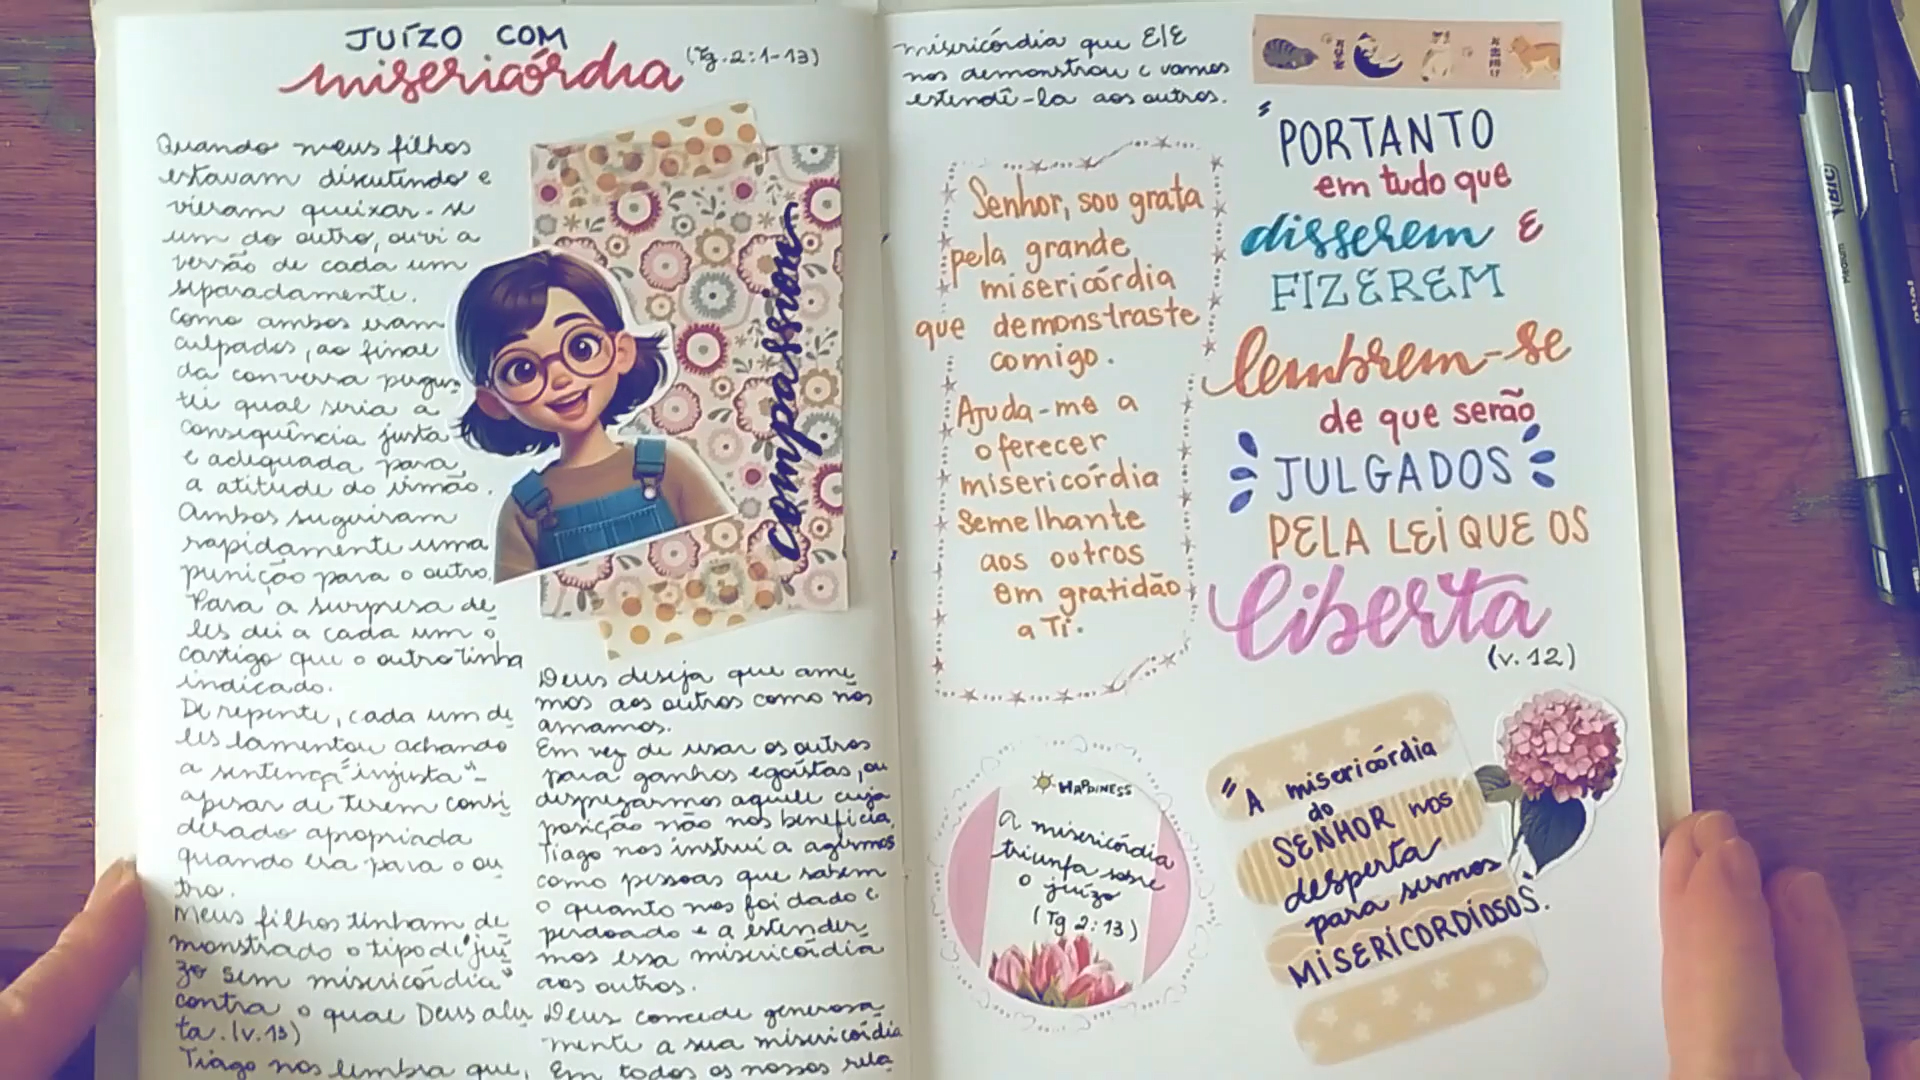 JUÍZO COM
misericórdia
(Tg. 2:1-13)
Quando meus filhos
estavam discutindo e
vieram queixar-se
um do outro, ouvi a
versão de cada um
separadamente.
Como ambos eram
culpados, ao final
da conversa pergun
tei qual seria a
consequência justa
e adequada para
a atitude do irmão.
Ambos sugeriram
rapidamente uma
punição para o outro.
Para a surpresa de
les dei a cada um o
castigo que o outro tinha
indicado.
De repente, cada um de
les lamentou achando
a sentença "injusta" -
apesar de terem consi
derado apropriada
quando era para o ou
tro.
Meus filhos tinham de
monstrado o tipo de "juí
zo sem misericórdia"
contra o qual Deus aler
ta. (v.13)
Tiago nos lembra que,
compassion
Deus deseja que ame
mos aos outros como nos
amamos.
Em vez de usar os outros
para ganhos egoístas, ou
desprezarmos aquele cuja
posição não nos beneficia,
Tiago nos instrui a agirmos
como pessoas que sabem
o quanto nos foi dado e
perdoado e a estender
mos essa misericórdia
aos outros.
Deus concede generosa
mente a sua misericórdia
Em todos os nossos rela
misericórdia que ElE
nos demonstrou e vamos
estendê-la aos outros.
Senhor, sou grata
pela grande
misericórdia
que demonstraste
comigo.
Ajuda-me a
oferecer
misericórdia
semelhante
aos outros
em gratidão
a Ti.
HAPPINESS
A misericórdia
triunfa sobre
o juízo
(Tg 2:13)
"PORTANTO
em tudo que
disserem E
FIZEREM
lembrem-se
de que serão
JULGADOS
PELA LEI QUE OS
liberta
(v. 12)
"A misericórdia
do
SENHOR nos
desperta
para sermos
MISERICORDIOSOS.
BIC